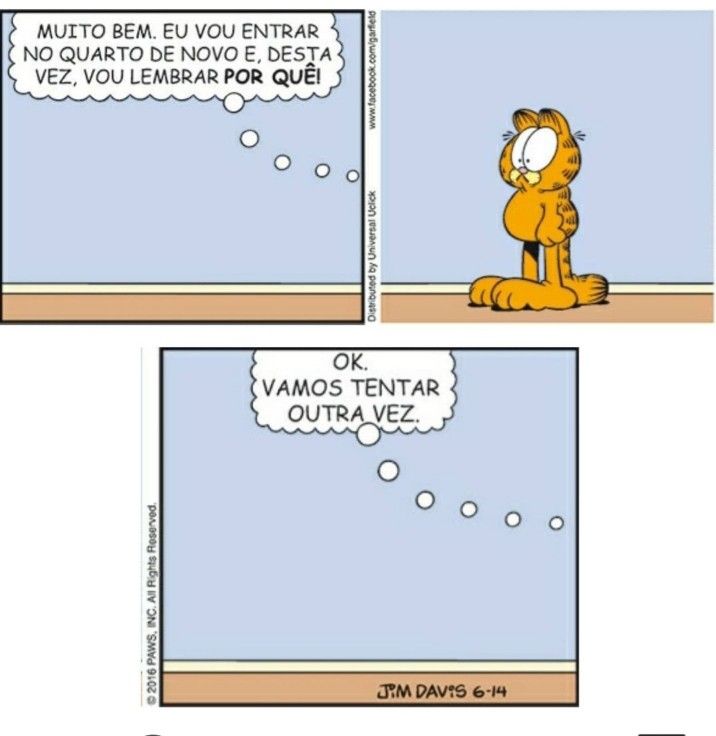 MUITO BEM. EU VOU ENTRAR
NO QUARTO DE NOVO E, DESTA
VEZ, VOU LEMBRAR POR QUÊ!
www.facebook.com/garfield
Distributed by Universal Uclick
OK.
VAMOS TENTAR
OUTRA VEZ.
© 2016 PAWS, INC. All Rights Reserved.
JIM DAVIS 6-14